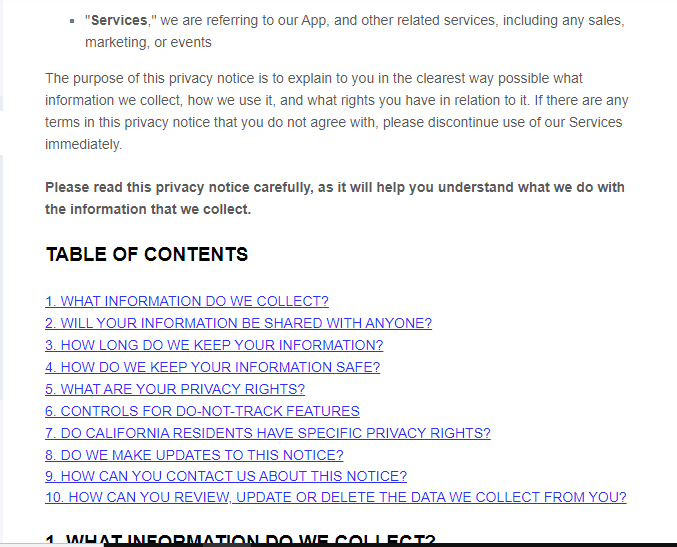 "Services," we are referring to our App, and other related services, including any sales,
marketing, or events
The purpose of this privacy notice is to explain to you in the clearest way possible what
information we collect, how we use it, and what rights you have in relation to it. If there are any
terms in this privacy notice that you do not agree with, please discontinue use of our Services
immediately.
Please read this privacy notice carefully, as it will help you understand what we do with
the information that we collect.
TABLE OF CONTENTS
1. WHAT INFORMATION DO WE COLLECT?
2. WILL YOUR INFORMATION BE SHARED WITH ANYONE?
3. HOW LONG DO WE KEEP YOUR INFORMATION?
4. HOW DO WE KEEP YOUR INFORMATION SAFE?
5. WHAT ARE YOUR PRIVACY RIGHTS?
6. CONTROLS FOR DO-NOT-TRACK FEATURES
7. DO CALIFORNIA RESIDENTS HAVE SPECIFIC PRIVACY RIGHTS?
8. DO WE MAKE UPDATES TO THIS NOTICE?
9. HOW CAN YOU CONTACT US ABOUT THIS NOTICE?
10. HOW CAN YOU REVIEW, UPDATE OR DELETE THE DATA WE COLLECT FROM YOU?
1. WHAT INFORMATION DO WE COLLECT?